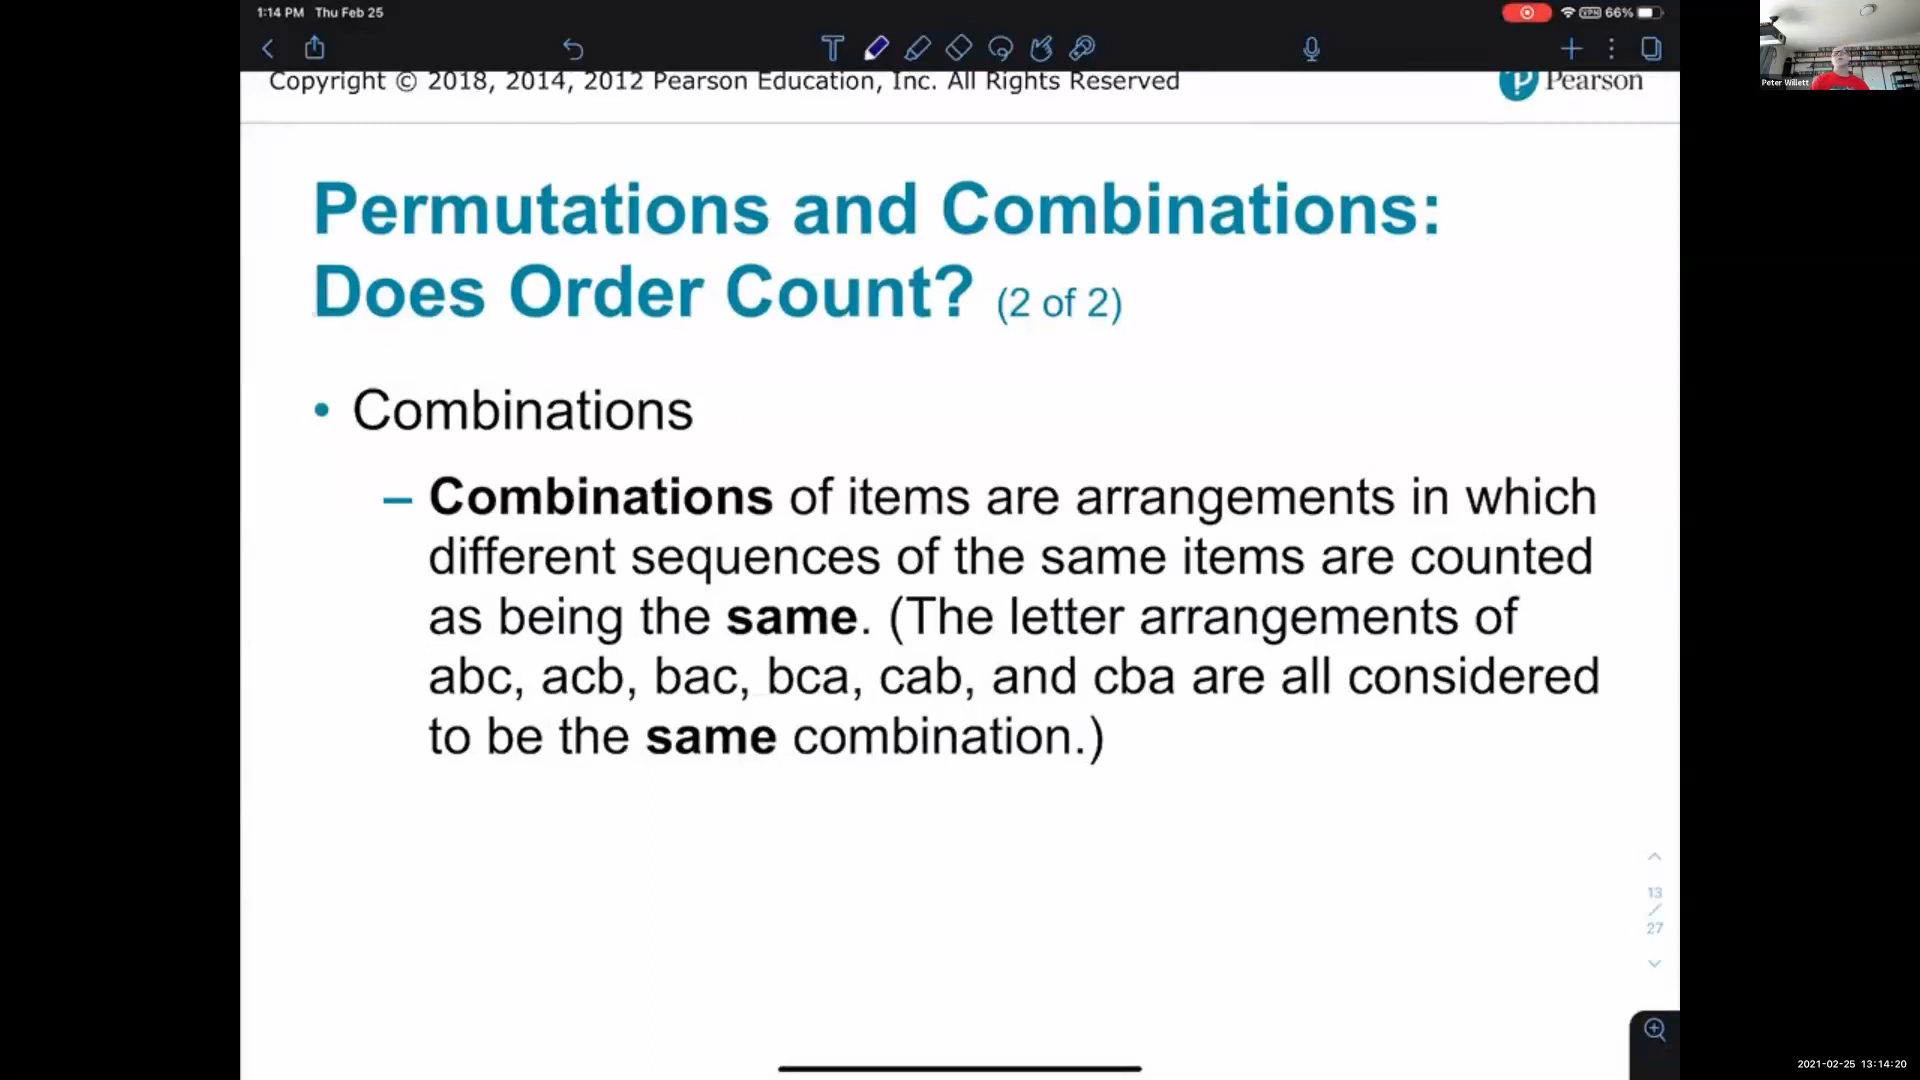 1:14 PM Thu Feb 25
VPN 66%
Copyright © 2018, 2014, 2012 Pearson Education, Inc. All Rights Reserved
Pearson
Peter Willett
Permutations and Combinations:
Does Order Count? (2 of 2)
• Combinations
– Combinations of items are arrangements in which
different sequences of the same items are counted
as being the same. (The letter arrangements of
abc, acb, bac, bca, cab, and cba are all considered
to be the same combination.)
13
/
27
2021-02-25 13:14:20